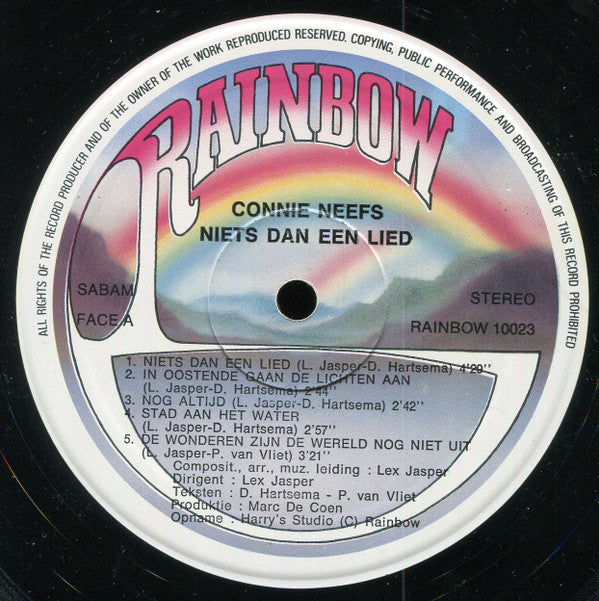 ALL RIGHTS OF THE RECORD PRODUCER AND OF THE OWNER OF THE WORK REPRODUCED RESERVED. COPYING, PUBLIC PERFORMANCE AND BROADCASTING OF THIS RECORD PROHIBITED
RAINBOW
CONNIE NEEFS
NIETS DAN EEN LIED
SABAM
STEREO
FACE A
RAINBOW 10023
1. NIETS DAN EEN LIED (L. Jasper-D. Hartsema) 4'29''
2. IN OOSTENDE GAAN DE LICHTEN AAN
(L. Jasper-D. Hartsema) 2'44''
3. NOG ALTIJD (L. Jasper-D. Hartsema) 2'42''
4. STAD AAN HET WATER
(L. Jasper-D. Hartsema) 2'57''
5. DE WONDEREN ZIJN DE WERELD NOG NIET UIT
(L. Jasper-P. van Vliet) 3'21''
Composit., arr., muz. leiding : Lex Jasper
Dirigent : Lex Jasper
Teksten : D. Hartsema - P. van Vliet
Produktie : Marc De Coen
Opname : Harry's Studio (C) Rainbow